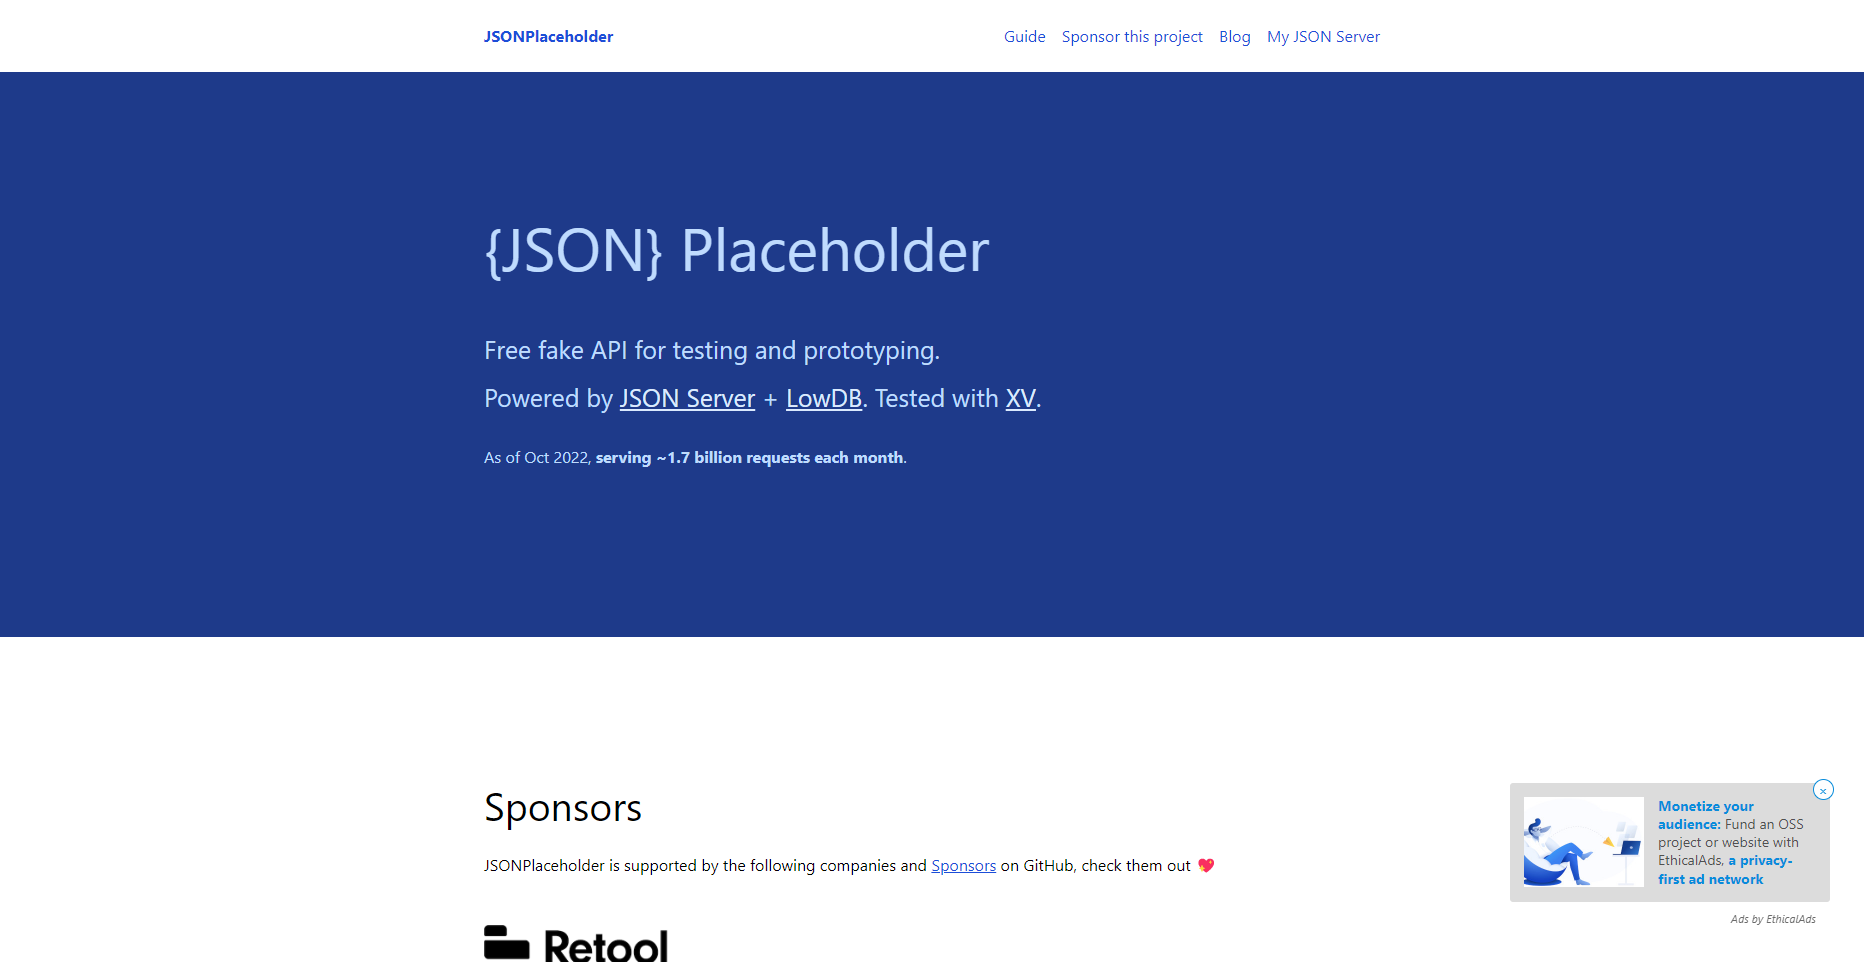 JSONPlaceholder
Guide Sponsor this project Blog My JSON Server
{JSON} Placeholder
Free fake API for testing and prototyping.
Powered by JSON Server + LowDB. Tested with XV.
As of Oct 2022, serving ~1.7 billion requests each month.
Sponsors
JSONPlaceholder is supported by the following companies and Sponsors on GitHub, check them out 💖
Retool
×
Monetize your
audience: Fund an OSS
project or website with
EthicalAds, a privacy-
first ad network
Ads by EthicalAds